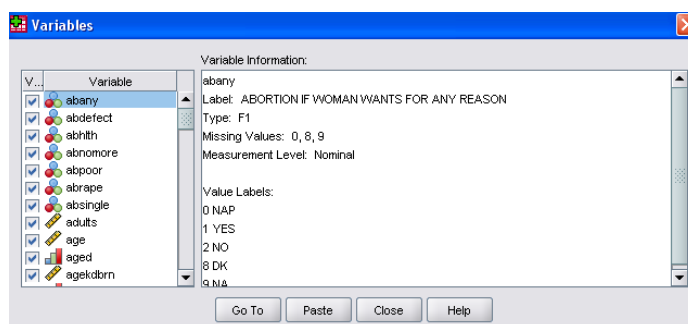 Variables
Variable Information:
V... Variable
abany
abdefect
abhlth
abnomore
abpoor
abrape
absingle
adults
age
aged
agekdbrn
abany
Label: ABORTION IF WOMAN WANTS FOR ANY REASON
Type: F1
Missing Values: 0, 8, 9
Measurement Level: Nominal
Value Labels:
0 NAP
1 YES
2 NO
8 DK
9 NA
Go To Paste Close Help